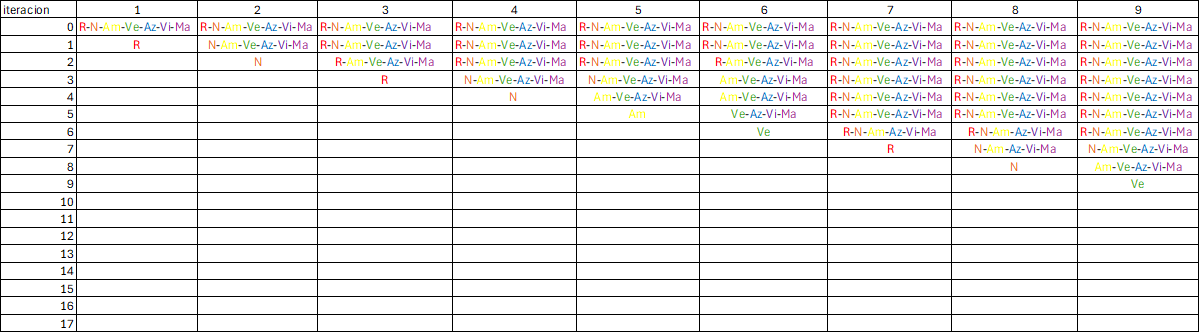 iteracion 1 2 3 4 5 6 7 8 9
0 R-N-Am-Ve-Az-Vi-Ma R-N-Am-Ve-Az-Vi-Ma R-N-Am-Ve-Az-Vi-Ma R-N-Am-Ve-Az-Vi-Ma R-N-Am-Ve-Az-Vi-Ma R-N-Am-Ve-Az-Vi-Ma R-N-Am-Ve-Az-Vi-Ma R-N-Am-Ve-Az-Vi-Ma R-N-Am-Ve-Az-Vi-Ma
1 R N-Am-Ve-Az-Vi-Ma R-N-Am-Ve-Az-Vi-Ma R-N-Am-Ve-Az-Vi-Ma R-N-Am-Ve-Az-Vi-Ma R-N-Am-Ve-Az-Vi-Ma R-N-Am-Ve-Az-Vi-Ma R-N-Am-Ve-Az-Vi-Ma R-N-Am-Ve-Az-Vi-Ma
2 N R-Am-Ve-Az-Vi-Ma R-N-Am-Ve-Az-Vi-Ma R-N-Am-Ve-Az-Vi-Ma R-Am-Ve-Az-Vi-Ma R-N-Am-Ve-Az-Vi-Ma R-N-Am-Ve-Az-Vi-Ma R-N-Am-Ve-Az-Vi-Ma
3 R N-Am-Ve-Az-Vi-Ma N-Am-Ve-Az-Vi-Ma Am-Ve-Az-Vi-Ma R-N-Am-Ve-Az-Vi-Ma R-N-Am-Ve-Az-Vi-Ma R-N-Am-Ve-Az-Vi-Ma
4 N Am-Ve-Az-Vi-Ma Am-Ve-Az-Vi-Ma R-N-Am-Ve-Az-Vi-Ma R-N-Am-Ve-Az-Vi-Ma R-N-Am-Ve-Az-Vi-Ma
5 Am Ve-Az-Vi-Ma R-N-Am-Ve-Az-Vi-Ma R-N-Am-Ve-Az-Vi-Ma R-N-Am-Ve-Az-Vi-Ma
6 Ve R-N-Am-Az-Vi-Ma R-N-Am-Az-Vi-Ma R-N-Am-Ve-Az-Vi-Ma
7 R N-Am-Az-Vi-Ma N-Am-Ve-Az-Vi-Ma
8 N Am-Ve-Az-Vi-Ma
9 Ve
10
11
12
13
14
15
16
17